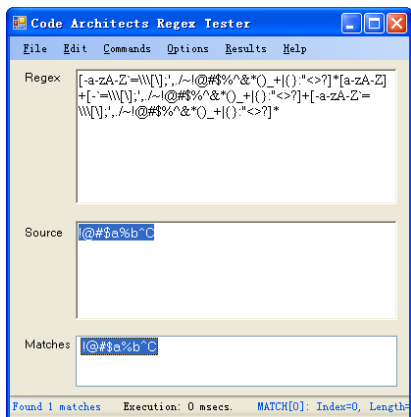 Code Architects Regex Tester
File Edit Commands Options Results Help
Regex
[-a-zA-Z`=\\\[\];',./~!@#$%^&*()_+|{}:"<>?]*[a-zA-Z]
+[-`=\\\[\];',./~!@#$%^&*()_+|{}:"<>?]+[-a-zA-Z`=
\\\[\];',./~!@#$%^&*()_+|{}:"<>?]*
Source
!@#$a%b^C
Matches
!@#$a%b^C
Found 1 matches Execution: 0 msecs. MATCH[0]: Index=0, Length=